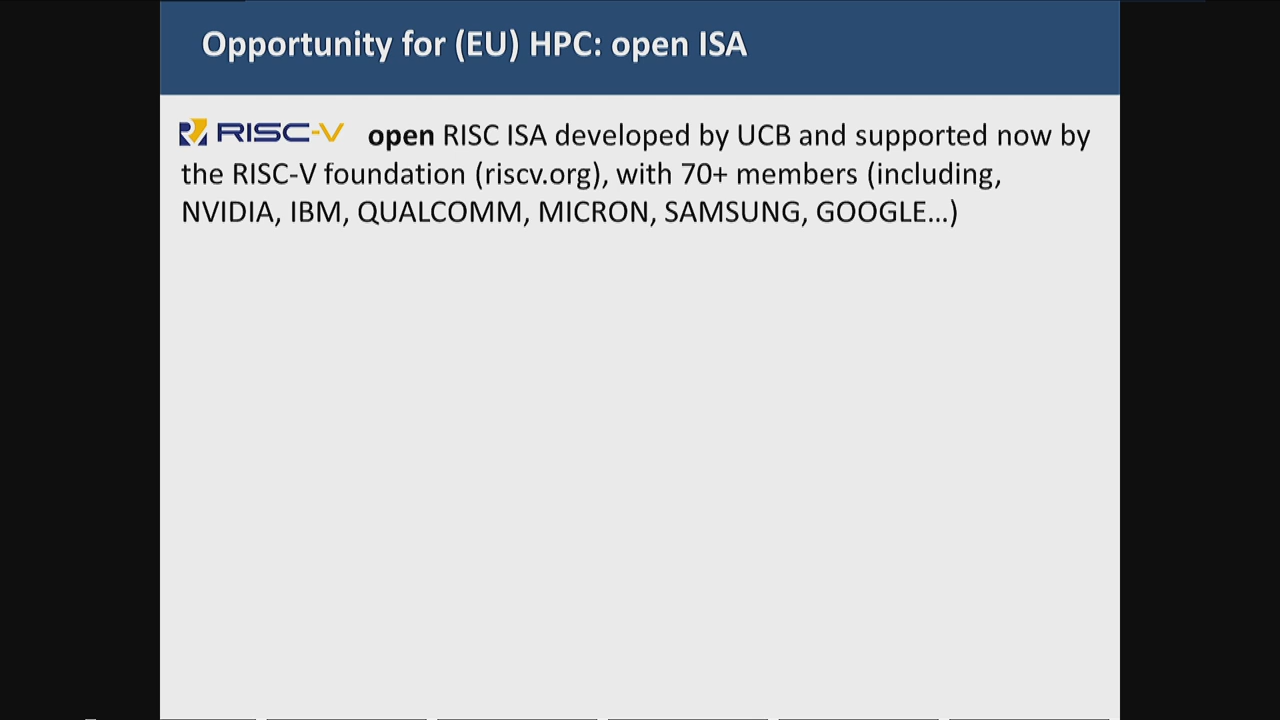 Opportunity for (EU) HPC: open ISA
RISC-V open RISC ISA developed by UCB and supported now by
the RISC-V foundation (riscv.org), with 70+ members (including,
NVIDIA, IBM, QUALCOMM, MICRON, SAMSUNG, GOOGLE…)